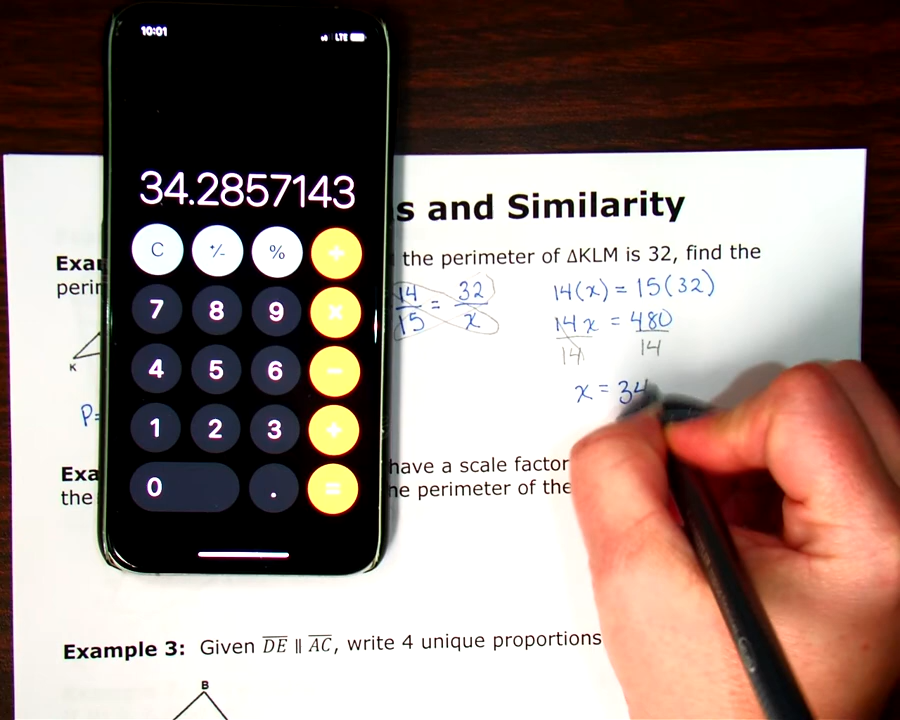 10:01
LTE
34.2857143
C +/- % ÷
7 8 9 ×
4 5 6 −
1 2 3 +
0 . =
s and Similarity
Exa
the perimeter of ΔKLM is 32, find the
perin
14/15 = 32/x
14(x) = 15(32)
14x = 480
14 14
K
x = 34
P=
Exa
have a scale factor
the
e perimeter of the
Example 3: Given DE ∥ AC, write 4 unique proportions
B